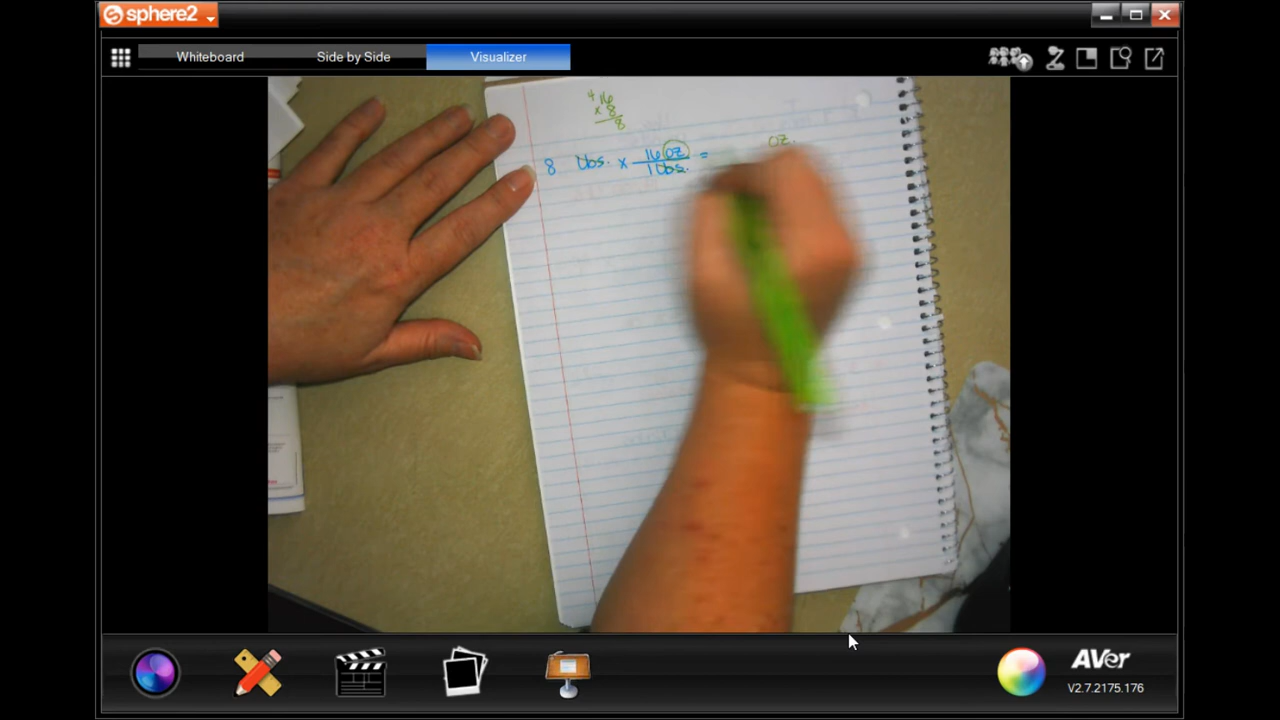 sphere2
Whiteboard
Side by Side
Visualizer
4
16
x 8
8
oz.
8 lbs. x 16 oz =
1 lbs.
AVer
V2.7.2175.176